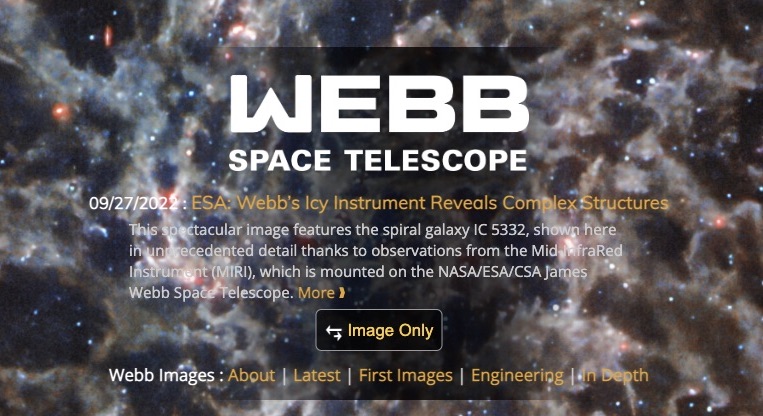 WEBB
SPACE TELESCOPE
09/27/2022 : ESA: Webb's Icy Instrument Reveals Complex Structures
This spectacular image features the spiral galaxy IC 5332, shown here
in unprecedented detail thanks to observations from the Mid-InfraRed
Instrument (MIRI), which is mounted on the NASA/ESA/CSA James
Webb Space Telescope. More ⟫
⇆ Image Only
Webb Images : About | Latest | First Images | Engineering | In Depth